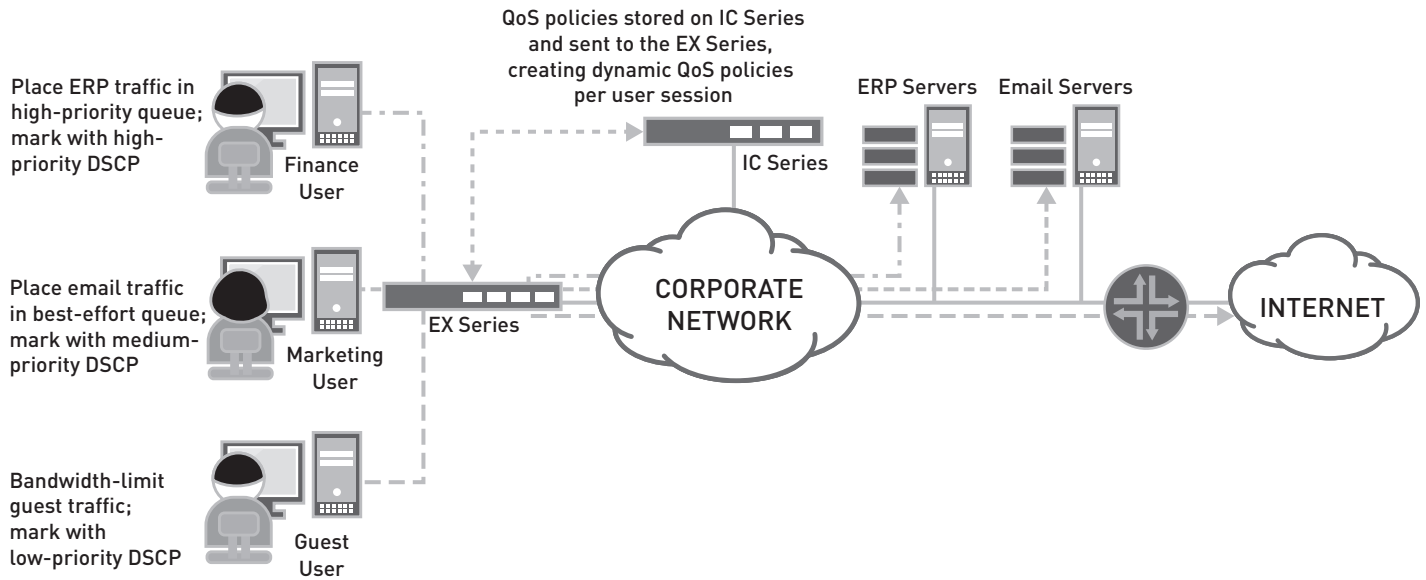 QoS policies stored on IC Series
and sent to the EX Series,
creating dynamic QoS policies
per user session
Place ERP traffic in
high-priority queue;
mark with high-
priority DSCP
Finance
User
IC Series
ERP Servers
Email Servers
Place email traffic
in best-effort queue;
mark with medium-
priority DSCP
Marketing
User
EX Series
CORPORATE
NETWORK
INTERNET
Bandwidth-limit
guest traffic;
mark with
low-priority DSCP
Guest
User